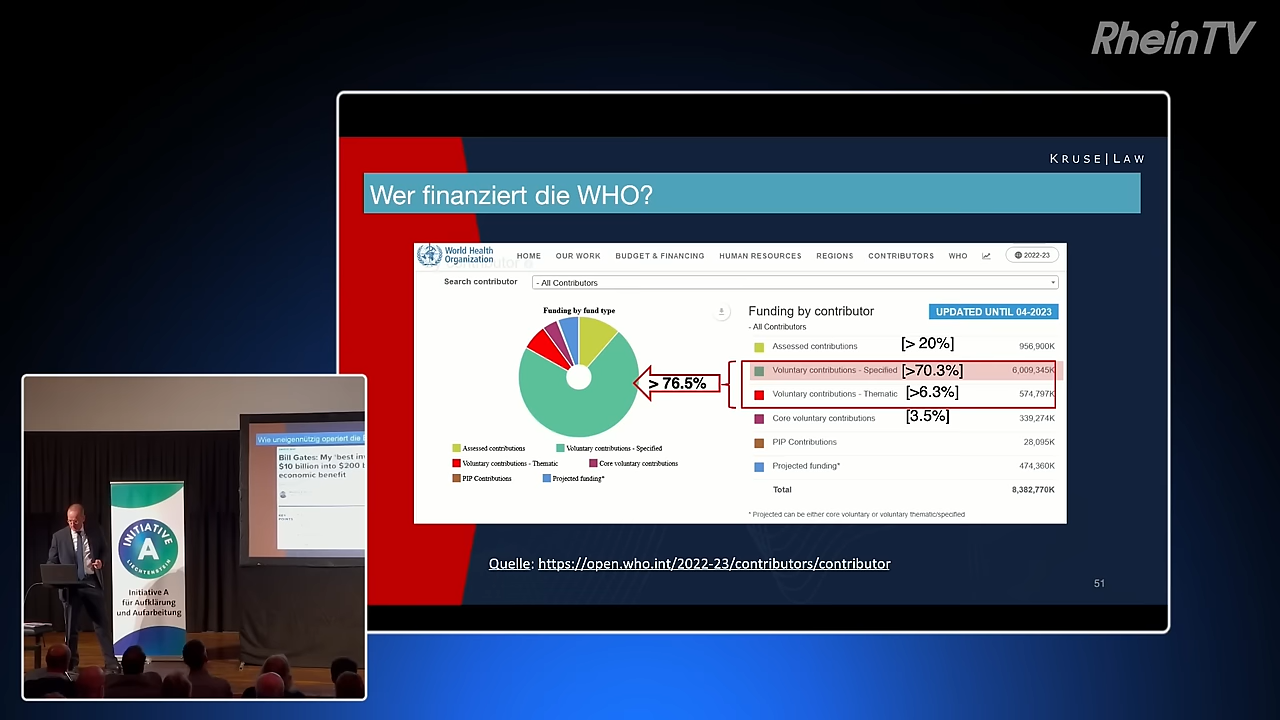 RheinTV
KRUSE|LAW
Wer finanziert die WHO?
World Health
Organization
HOME
OUR WORK
BUDGET & FINANCING
HUMAN RESOURCES
REGIONS
CONTRIBUTORS
WHO
2022-23
Search contributor
- All Contributors
Funding by fund type
Funding by contributor
UPDATED UNTIL 04-2023
- All Contributors
Assessed contributions [> 20%] 956,900K
Voluntary contributions - Specified [>70.3%] 6,009,345K
> 76.5%
Voluntary contributions - Thematic [>6.3%] 574,797K
Core voluntary contributions [3.5%] 339,274K
PIP Contributions 28,095K
Projected funding* 474,360K
Total 8,382,770K
* Projected can be either core voluntary or voluntary thematic/specified
Assessed contributions
Voluntary contributions - Specified
Voluntary contributions - Thematic
Core voluntary contributions
PIP Contributions
Projected funding*
Quelle: https://open.who.int/2022-23/contributors/contributor
51
Wie uneigennützig operiert die
Bill Gates: My 'best in
$10 billion into $200 b
economic benefit
KEY
POINTS
INITIATIVE
A
LIECHTENSTEIN
Initiative A
für Aufklärung
und Aufarbeitung